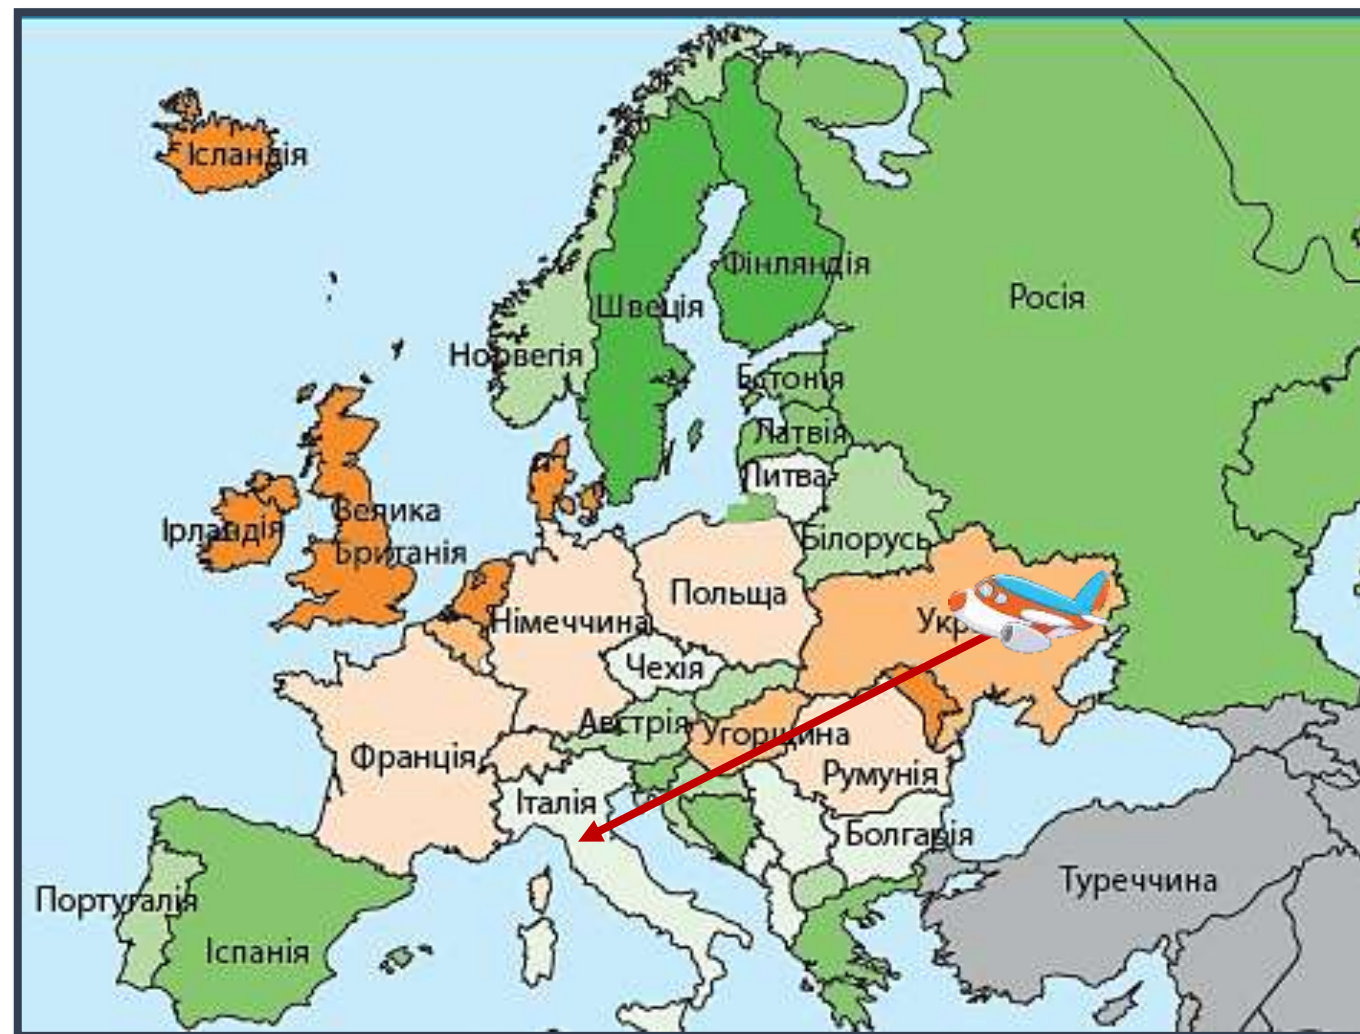 Ісландія
Фінляндія
Росія
Швеція
Норвегія
Естонія
Латвія
Литва
Велика
Британія
Ірландія
Білорусь
Польща
Німеччина
Укр
Чехія
Австрія
Угорщина
Франція
Румунія
Італія
Болгарія
Туреччина
Португалія
Іспанія